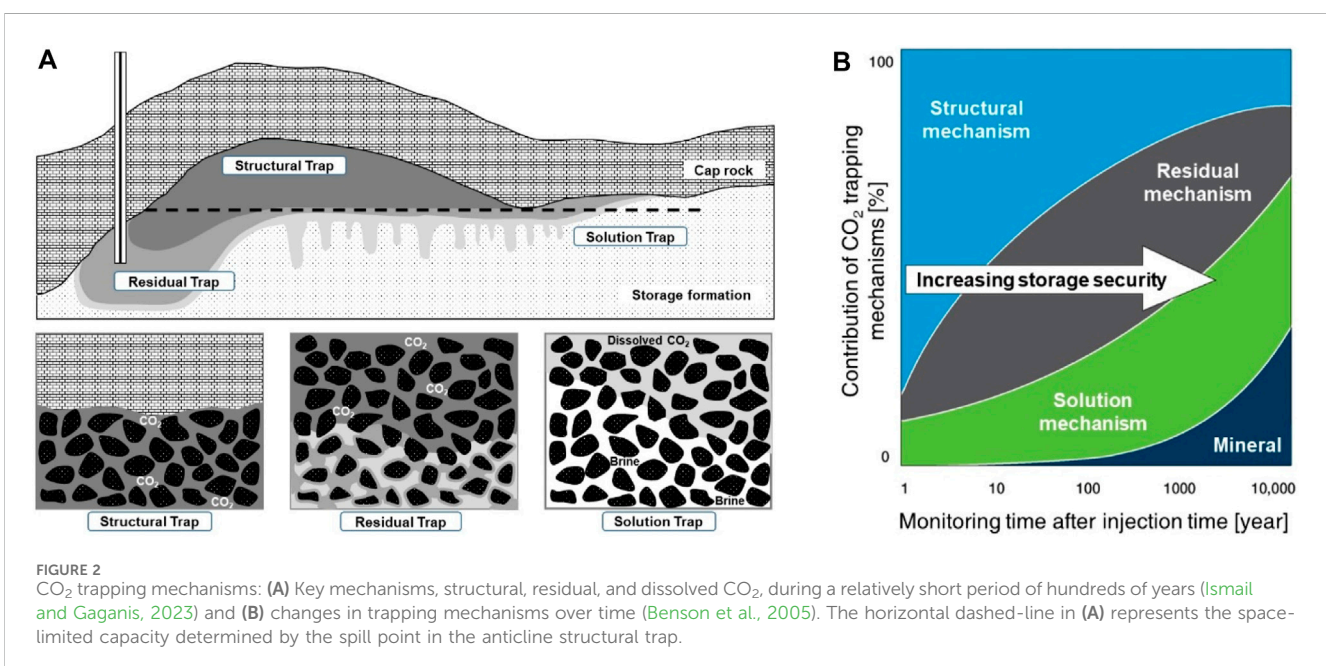 A
Structural Trap
Cap rock
Solution Trap
Residual Trap
Storage formation
CO₂
CO₂
CO₂
Structural Trap
CO₂
CO₂
CO₂
Residual Trap
Dissolved CO₂
Brine
Brine
Solution Trap
B
Contribution of CO₂ trapping
mechanisms [%]
100
0
Structural
mechanism
Residual
mechanism
Increasing storage security
Solution
mechanism
Mineral
1 10 100 1000 10,000
Monitoring time after injection time [year]
FIGURE 2
CO₂ trapping mechanisms: (A) Key mechanisms, structural, residual, and dissolved CO₂, during a relatively short period of hundreds of years (Ismail
and Gaganis, 2023) and (B) changes in trapping mechanisms over time (Benson et al., 2005). The horizontal dashed-line in (A) represents the space-
limited capacity determined by the spill point in the anticline structural trap.